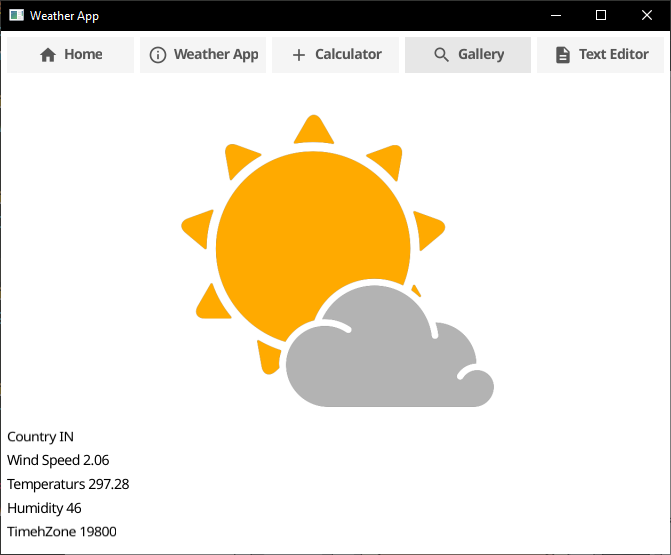 Weather App
Home Weather App Calculator Gallery Text Editor
Country IN
Wind Speed 2.06
Temperaturs 297.28
Humidity 46
TimehZone 19800